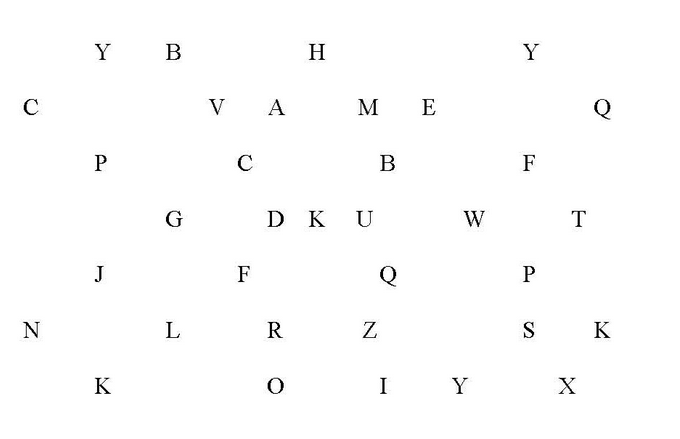 Y B H Y
C V A M E Q
P C B F
G D K U W T
J F Q P
N L R Z S K
K O I Y X